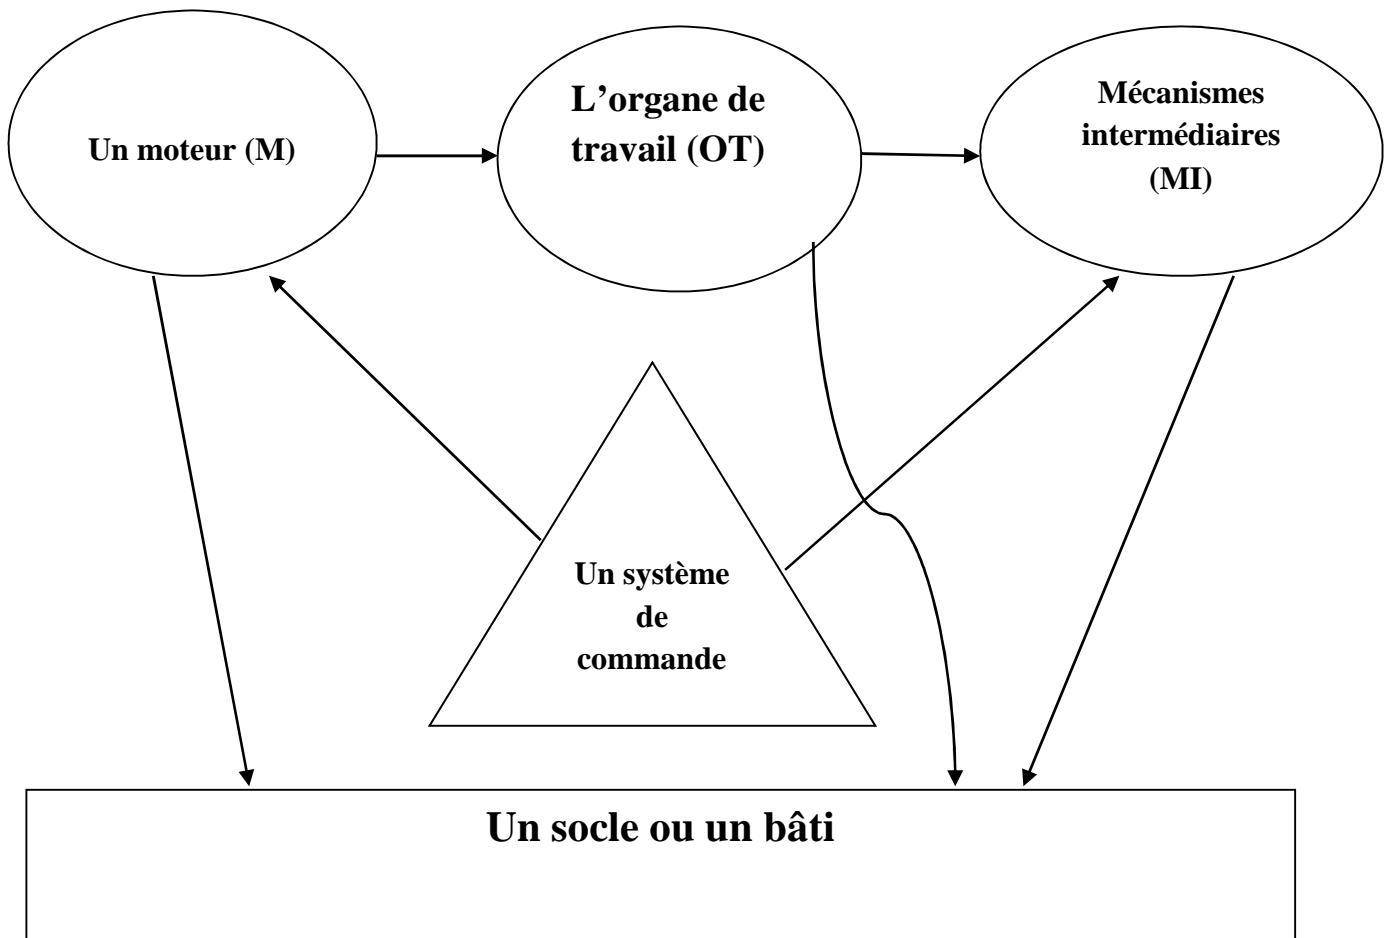 Un moteur (M)
L’organe de
travail (OT)
Mécanismes
intermédiaires
(MI)
Un système
de
commande
Un socle ou un bâti